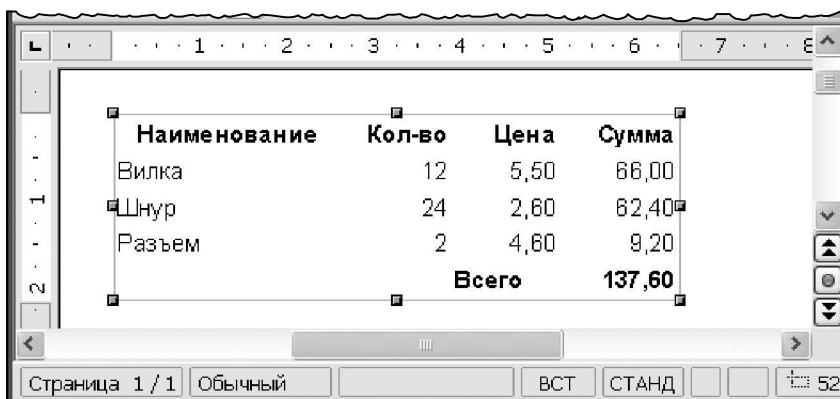 1 2 3 4 5 6 7 8
Наименование Кол-во Цена Сумма
Вилка 12 5,50 66,00
Шнур 24 2,60 62,40
Разъем 2 4,60 9,20
Всего 137,60
1
2
Страница 1 / 1 Обычный ВСТ СТАНД 52